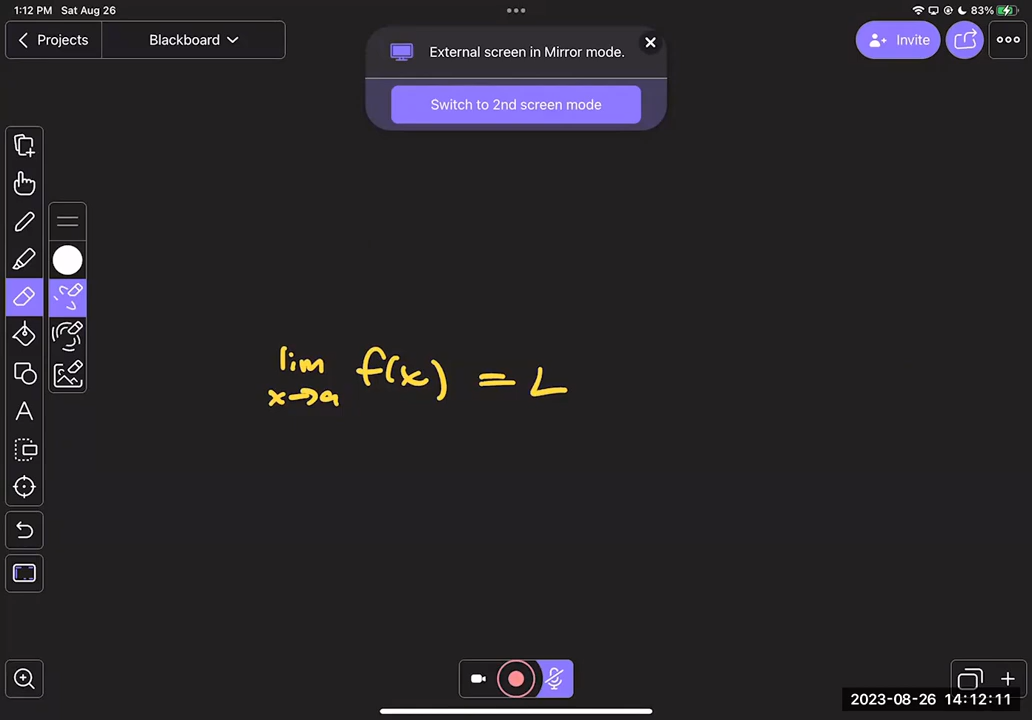 1:12 PM Sat Aug 26
83%
Projects
Blackboard
External screen in Mirror mode.
Invite
Switch to 2nd screen mode
A
lim f(x) = L
x→a
2023-08-26 14:12:11